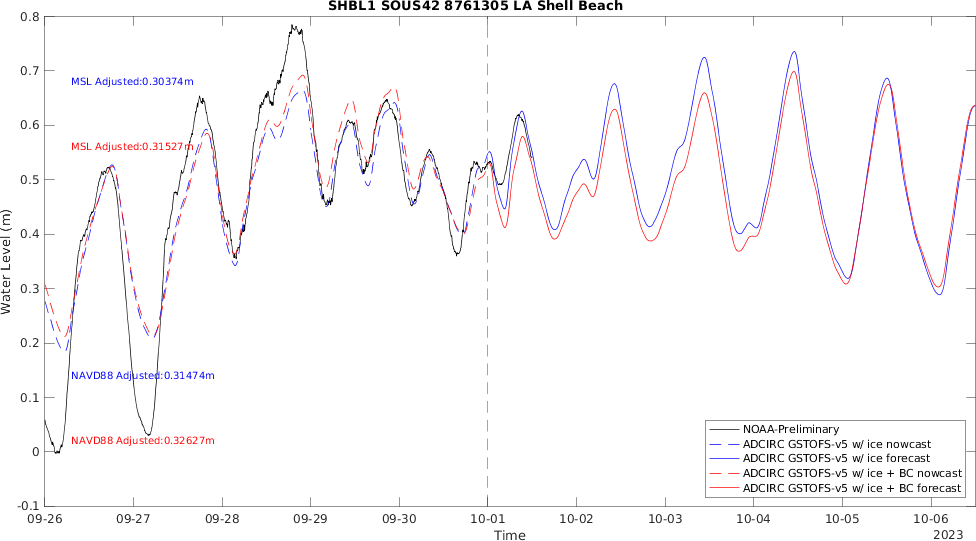 SHBL1 SOUS42 8761305 LA Shell Beach
0.8
0.7
0.6
0.5
0.4
0.3
0.2
0.1
0
-0.1
Water Level (m)
MSL Adjusted:0.30374m
MSL Adjusted:0.31527m
NAVD88 Adjusted:0.31474m
NAVD88 Adjusted:0.32627m
NOAA-Preliminary
ADCIRC GSTOFS-v5 w/ ice nowcast
ADCIRC GSTOFS-v5 w/ ice forecast
ADCIRC GSTOFS-v5 w/ ice + BC nowcast
ADCIRC GSTOFS-v5 w/ ice + BC forecast
09-26 09-27 09-28 09-29 09-30 10-01 10-02 10-03 10-04 10-05 10-06
Time
2023